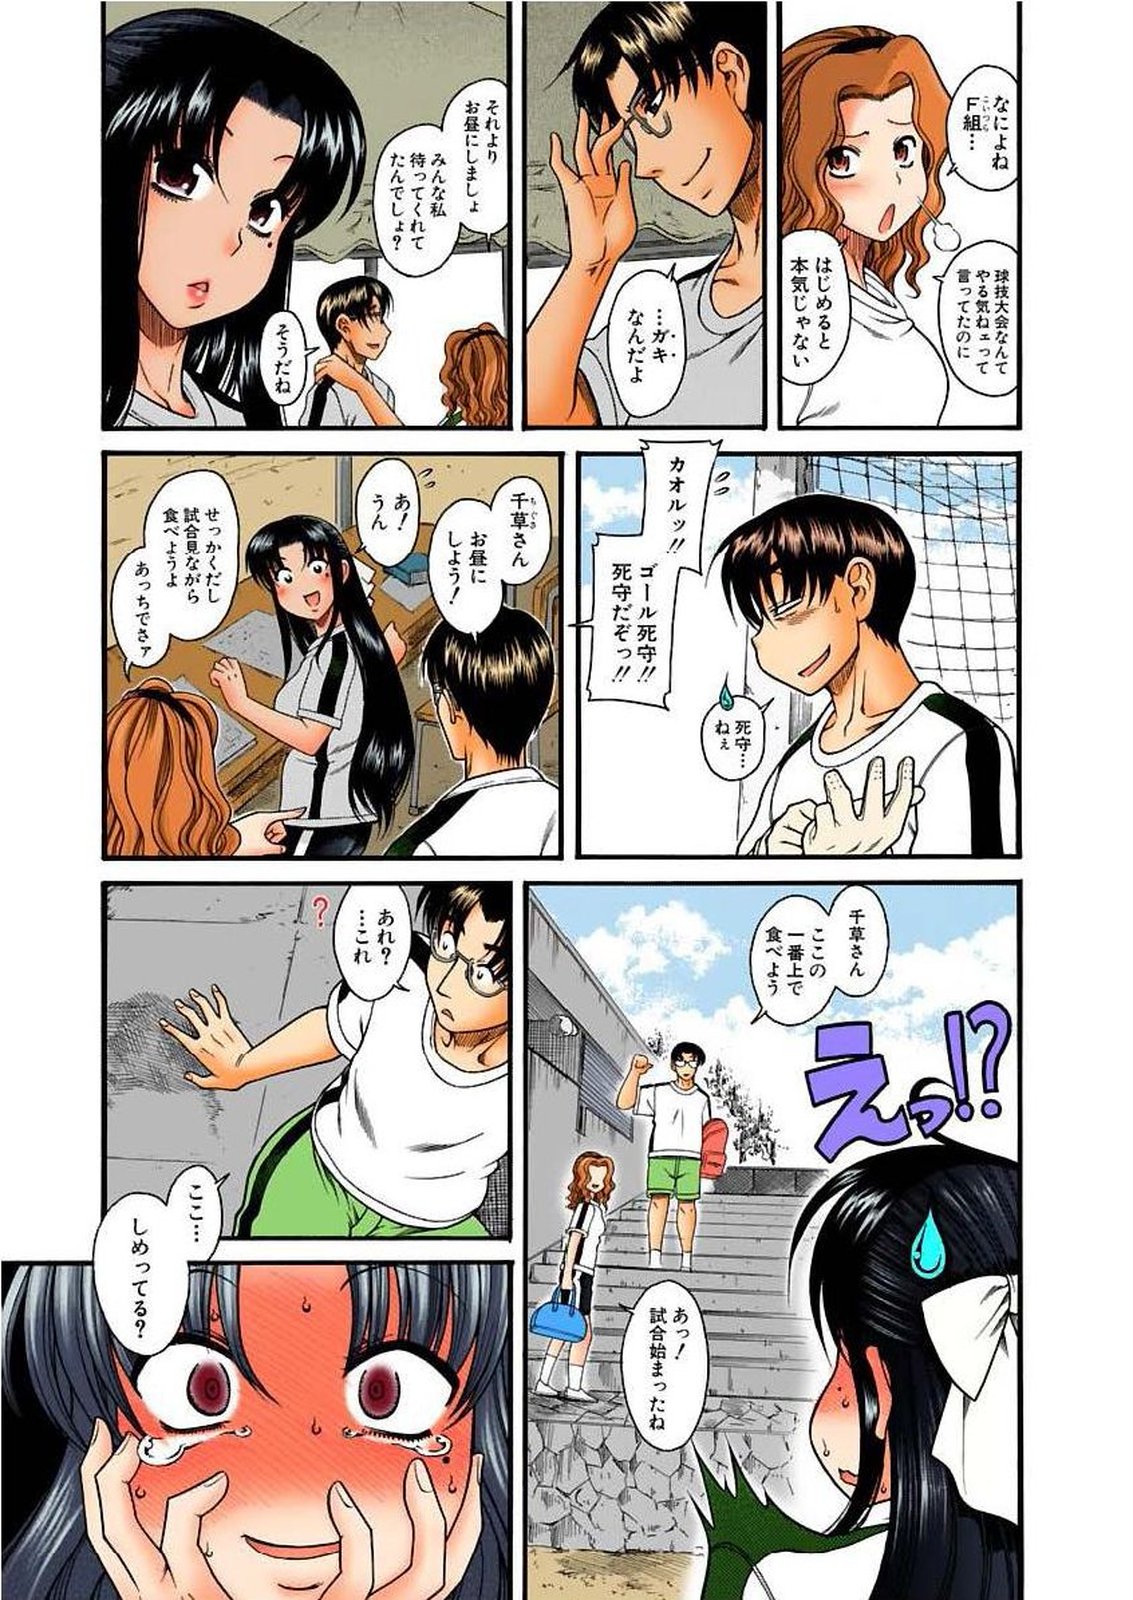 なによね
F組…
こいつら
球技大会なんて
やる気ねェって
言ってたのに
はじめると
本気じゃない
…ガキ
なんだよ
それより
お昼にしましょ
みんな私
待ってくれて
たんでしょ？
そうだね
カオルッ!!
ゴール死守!!
死守だぞっ!!
死守…
ねぇ
千草さん
ちぐさ
お昼に
しよう！
あ！
うん
せっかくだし
試合見ながら
食べようよ
あっちでさァ
千草さん
ここの
一番上で
食べよう
えっ!?
あっ！
試合始まったね
あれ？
…これ
?
ここ…
しめってる？